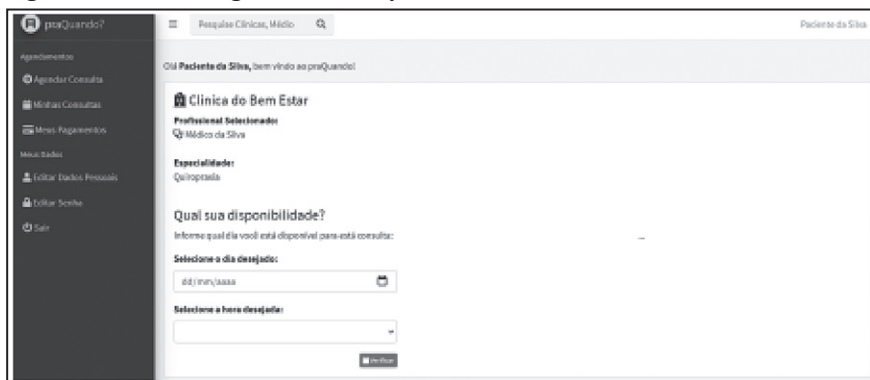 praQuando?
Pesquise Clínicas, Médico
Paciente da Silva
Agendamentos
Agendar Consulta
Minhas Consultas
Meus Pagamentos
Meus Dados
Editar Dados Pessoais
Editar Senha
Sair
Olá Paciente da Silva, bem vindo ao praQuando!
Clinica do Bem Estar
Profissional Selecionado:
Médico da Silva
Especialidade:
Quiropraxia
Qual sua disponibilidade?
Informe qual dia você está disponível para está consulta:
Selecione o dia desejado:
dd/mm/aaaa
Selecione a hora desejada:
Verificar